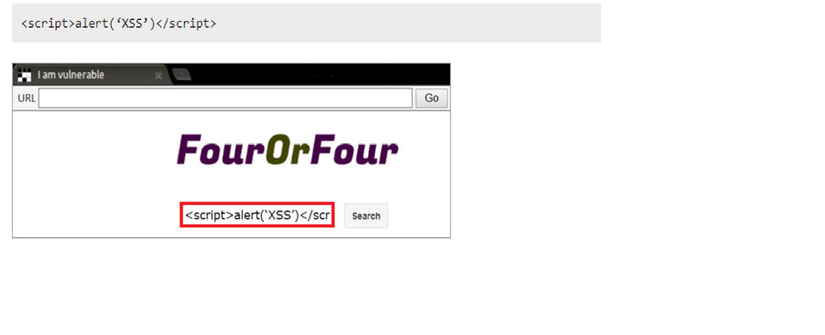 <script>alert(‘XSS’)</script>
I am vulnerable
URL Go
FourOrFour
<script>alert(‘XSS’)</scr Search